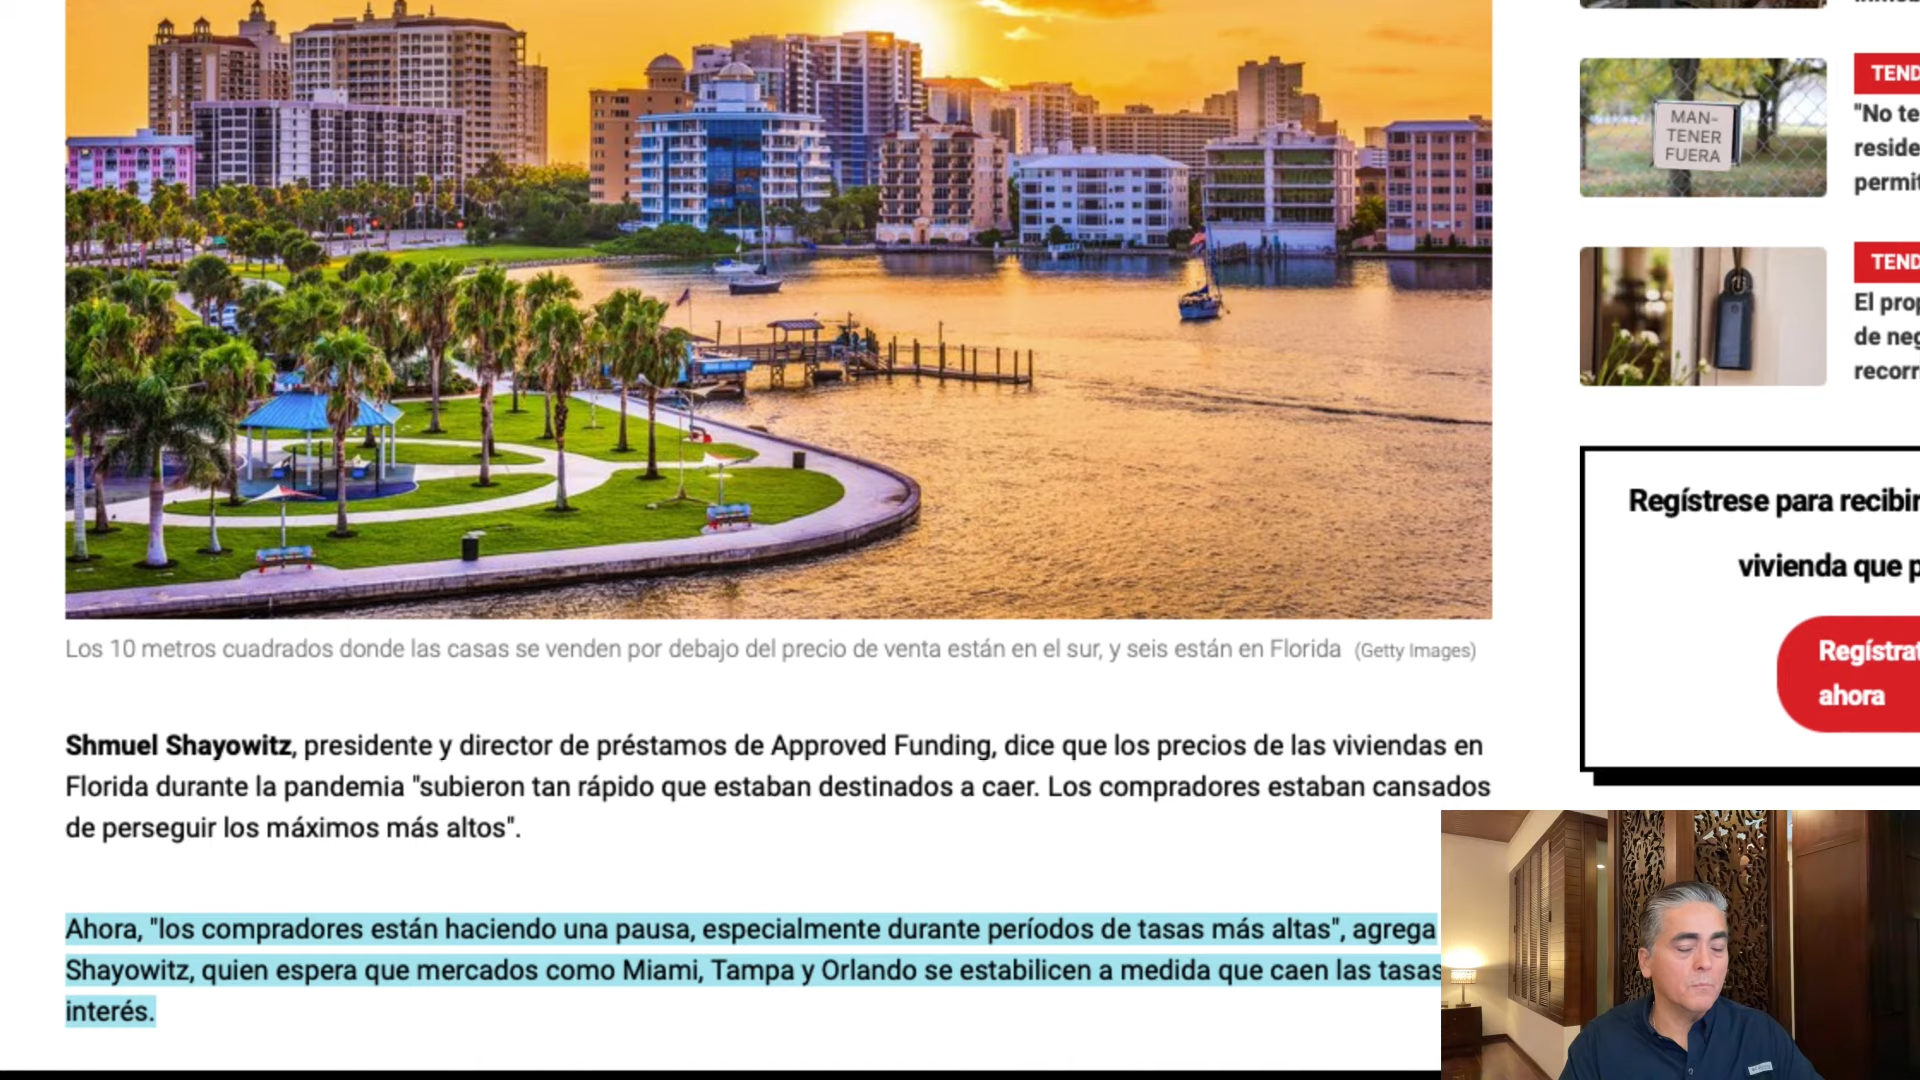 MAN-
TENER
FUERA
TEND
"No te
reside
permit
TEND
El prop
de neg
recorr
Regístrese para recibir
vivienda que p
Regístrat
ahora
Los 10 metros cuadrados donde las casas se venden por debajo del precio de venta están en el sur, y seis están en Florida (Getty Images)
Shmuel Shayowitz, presidente y director de préstamos de Approved Funding, dice que los precios de las viviendas en
Florida durante la pandemia "subieron tan rápido que estaban destinados a caer. Los compradores estaban cansados
de perseguir los máximos más altos".
Ahora, "los compradores están haciendo una pausa, especialmente durante períodos de tasas más altas", agrega
Shayowitz, quien espera que mercados como Miami, Tampa y Orlando se estabilicen a medida que caen las tasas
interés.